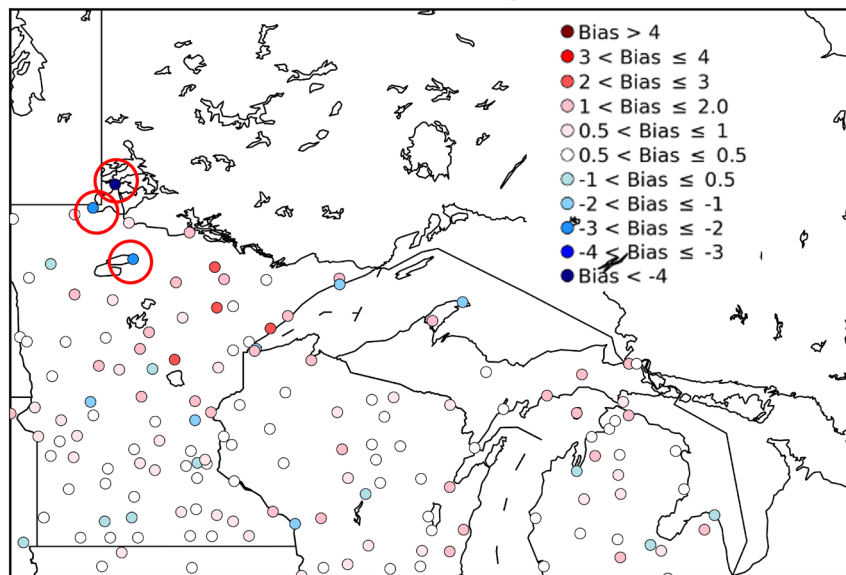 Bias > 4
3 < Bias ≤ 4
2 < Bias ≤ 3
1 < Bias ≤ 2.0
0.5 < Bias ≤ 1
0.5 < Bias ≤ 0.5
-1 < Bias ≤ 0.5
-2 < Bias ≤ -1
-3 < Bias ≤ -2
-4 < Bias ≤ -3
Bias < -4